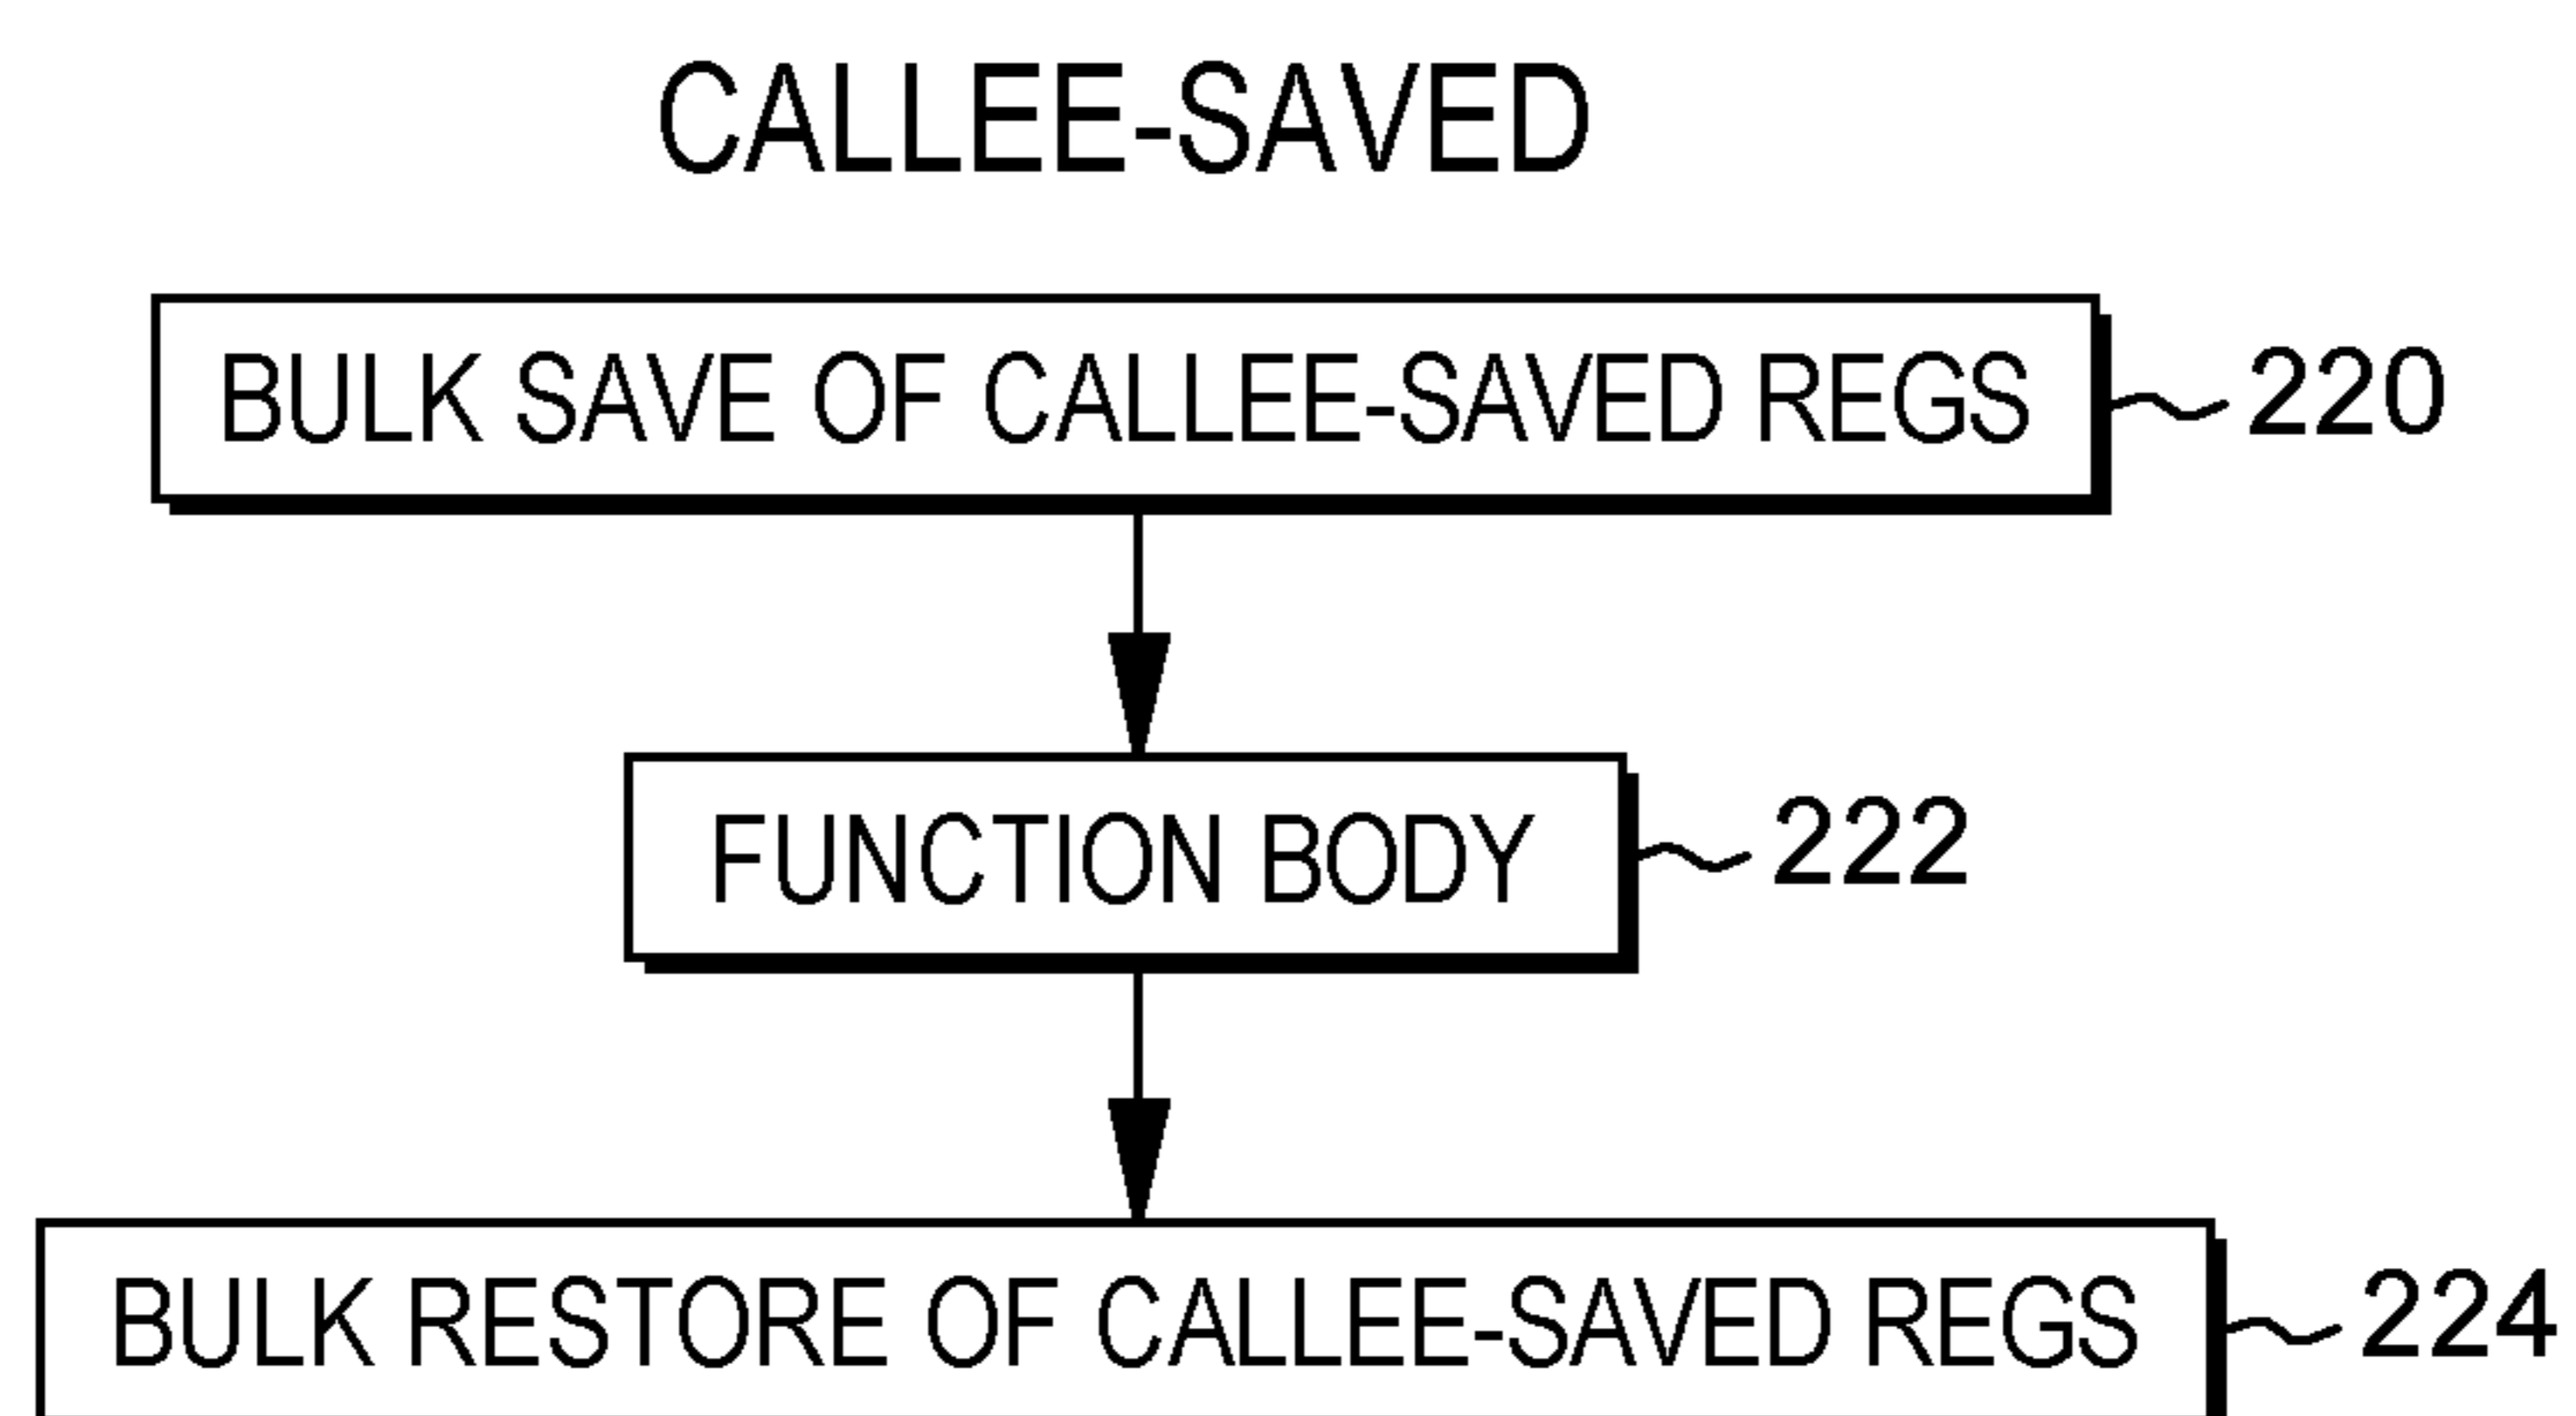 CALLEE-SAVED
BULK SAVE OF CALLEE-SAVED REGS 220
FUNCTION BODY 222
BULK RESTORE OF CALLEE-SAVED REGS 224